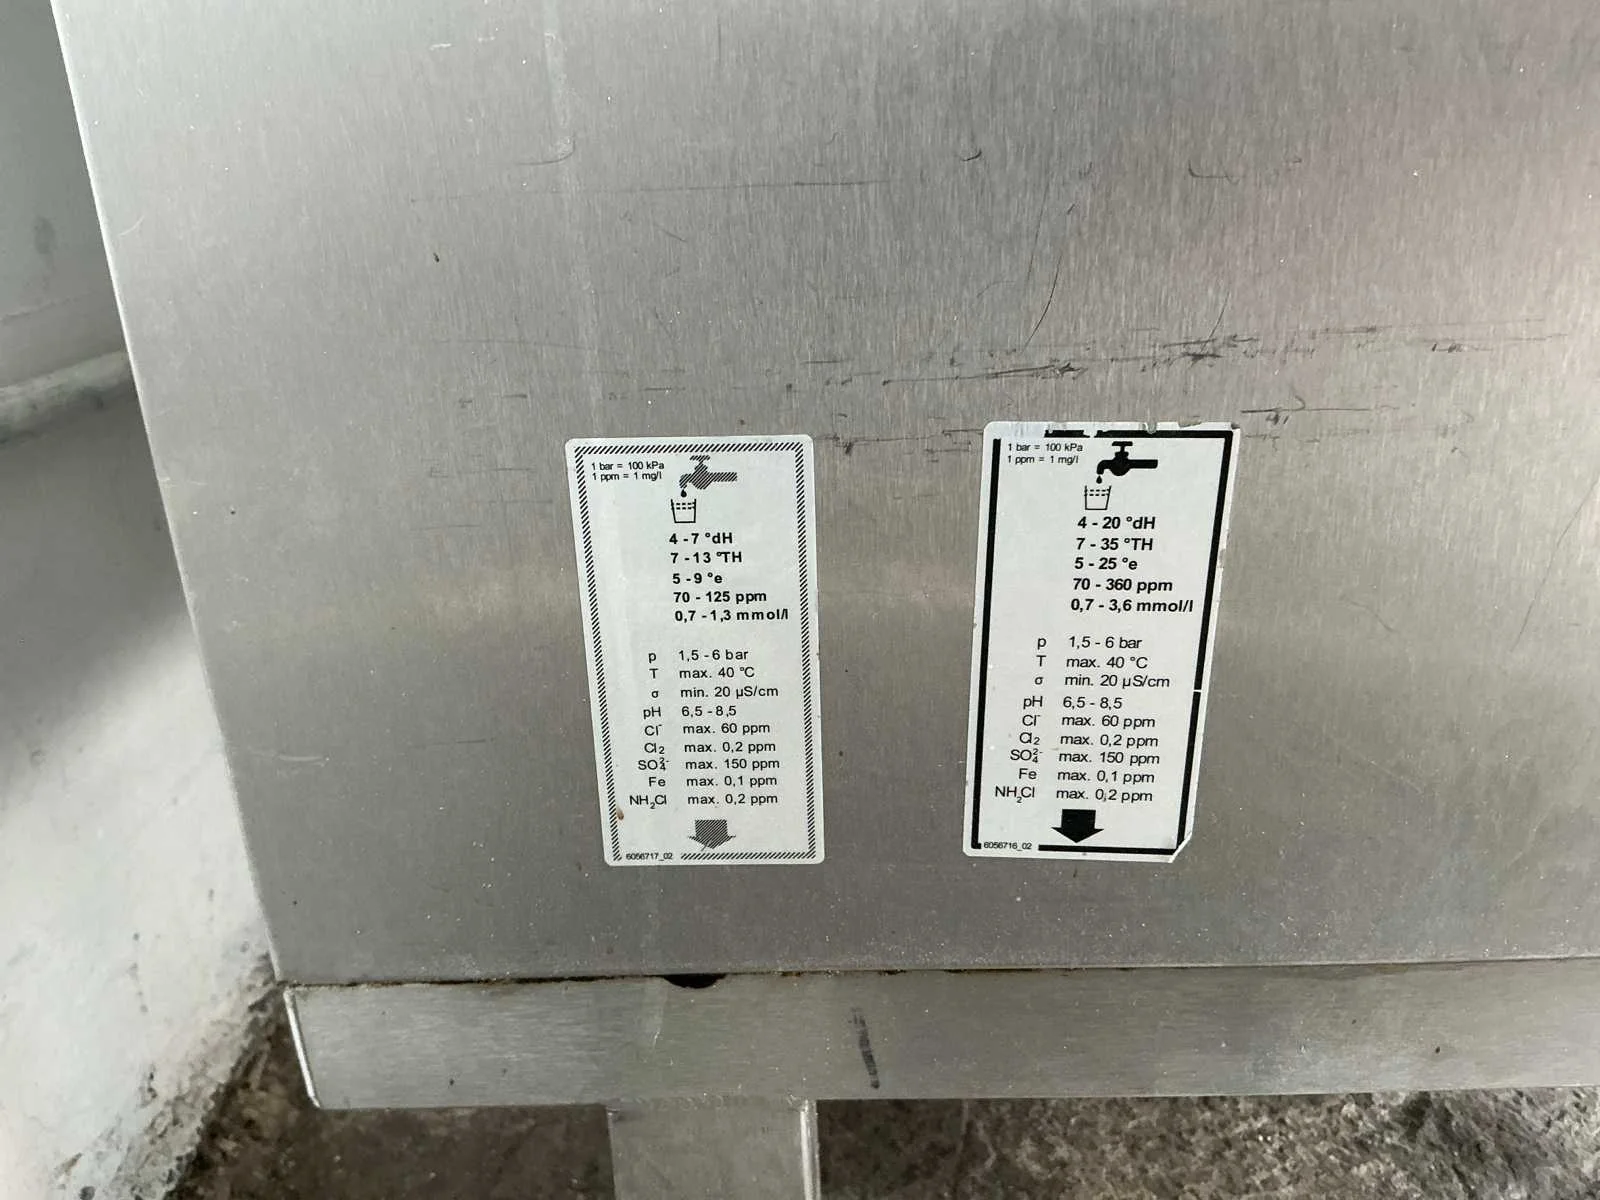 1 bar = 100 kPa
1 ppm = 1 mg/l
4 - 7 °dH
7 - 13 °TH
5 - 9 °e
70 - 125 ppm
0,7 - 1,3 mmol/l
p 1,5 - 6 bar
T max. 40 °C
σ min. 20 µS/cm
pH 6,5 - 8,5
Cl⁻ max. 60 ppm
Cl₂ max. 0,2 ppm
SO₄²⁻ max. 150 ppm
Fe max. 0,1 ppm
NH₂Cl max. 0,2 ppm
6056717_02
1 bar = 100 kPa
1 ppm = 1 mg/l
4 - 20 °dH
7 - 35 °TH
5 - 25 °e
70 - 360 ppm
0,7 - 3,6 mmol/l
p 1,5 - 6 bar
T max. 40 °C
σ min. 20 µS/cm
pH 6,5 - 8,5
Cl⁻ max. 60 ppm
Cl₂ max. 0,2 ppm
SO₄²⁻ max. 150 ppm
Fe max. 0,1 ppm
NH₂Cl max. 0,2 ppm
6056716_02